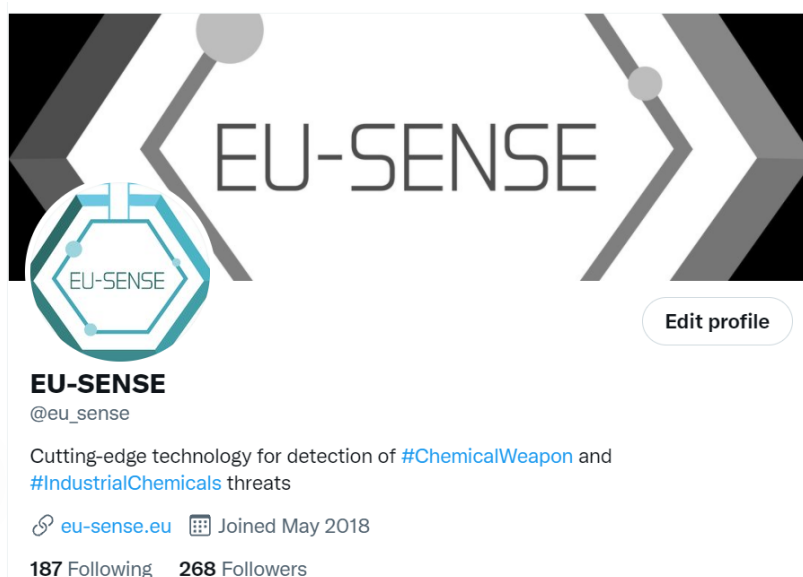 EU-SENSE
EU-SENSE
Edit profile
EU-SENSE
@eu_sense
Cutting-edge technology for detection of #ChemicalWeapon and
#IndustrialChemicals threats
eu-sense.eu Joined May 2018
187 Following 268 Followers